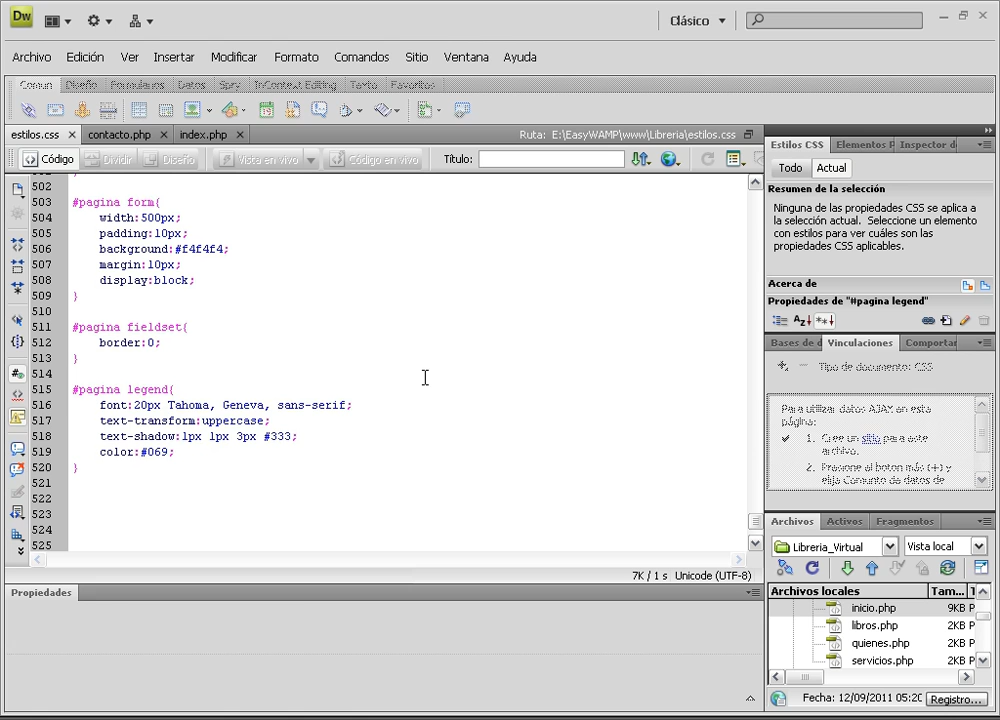 Dw
Clásico
Archivo Edición Ver Insertar Modificar Formato Comandos Sitio Ventana Ayuda
Común Diseño Formularios Datos Spry InContext Editing Texto Favoritos
estilos.css contacto.php index.php Ruta: E:\EasyWAMP\www\Libreria\estilos.css
Código Dividir Diseño Vista en vivo Código en vivo Título:
502
503 #pagina form{
504 width:500px;
505 padding:10px;
506 background:#f4f4f4;
507 margin:10px;
508 display:block;
509 }
510
511 #pagina fieldset{
512 border:0;
513 }
514
515 #pagina legend{
516 font:20px Tahoma, Geneva, sans-serif;
517 text-transform:uppercase;
518 text-shadow:1px 1px 3px #333;
519 color:#069;
520 }
521
522
523
524
525
7K / 1 s Unicode (UTF-8)
Propiedades
Estilos CSS Elementos P Inspector d
Todo Actual
Resumen de la selección
Ninguna de las propiedades CSS se aplica a
la selección actual. Seleccione un elemento
con estilos para ver cuáles son las
propiedades CSS aplicables.
Acerca de
Propiedades de "#pagina legend"
Bases de d Vinculaciones Comportar
Tipo de documento: CSS
Para utilizar datos AJAX en esta
página:
1. Cree un sitio para este
archivo.
2. Presione el botón más (+) y
elija Conjunto de datos de
Archivos Activos Fragmentos
Libreria_Virtual Vista local
Archivos locales Tam... T
inicio.php 9KB P
libros.php 2KB P
quienes.php 2KB P
servicios.php 2KB P
Fecha: 12/09/2011 05:20 Registro...